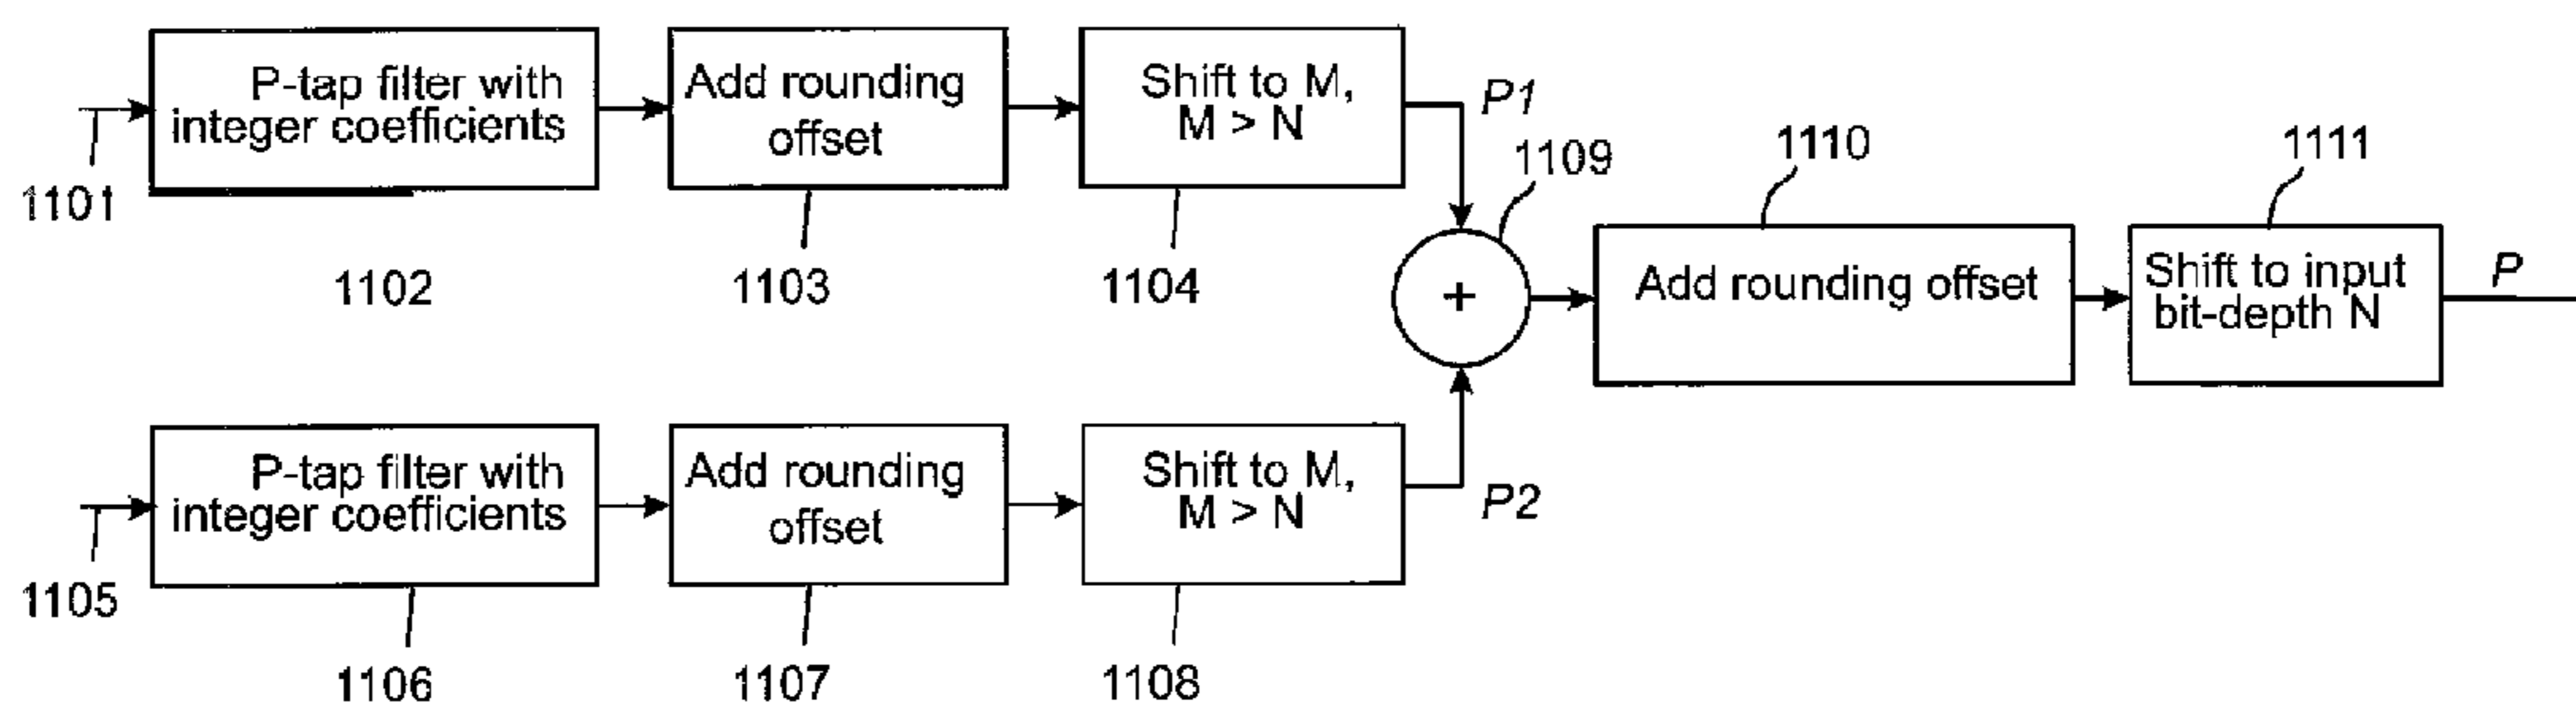 P-tap filter with
integer coefficients
Add rounding
offset
Shift to M,
M > N
P1
1101
1102
1103
1104
1109
+
1110
Add rounding offset
1111
Shift to input
bit-depth N
P
P-tap filter with
integer coefficients
Add rounding
offset
Shift to M,
M > N
P2
1105
1106
1107
1108